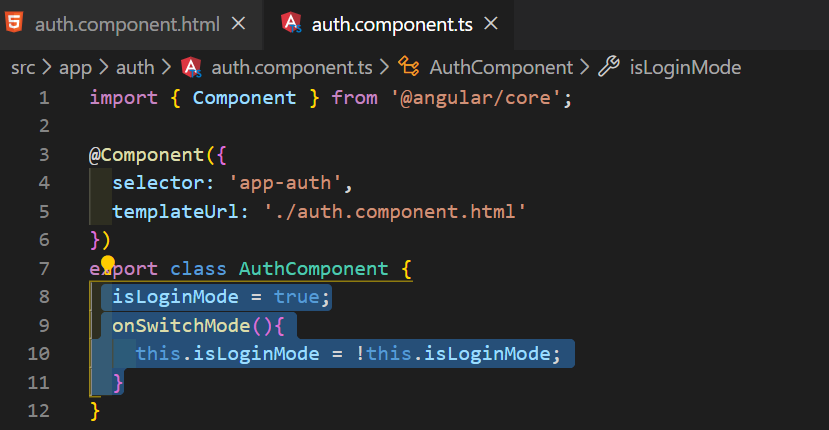 auth.component.html
auth.component.ts
src > app > auth > auth.component.ts > AuthComponent > isLoginMode
1 import { Component } from '@angular/core';
2
3 @Component({
4 selector: 'app-auth',
5 templateUrl: './auth.component.html'
6 })
7 export class AuthComponent {
8 isLoginMode = true;
9 onSwitchMode(){
10 this.isLoginMode = !this.isLoginMode;
11 }
12 }